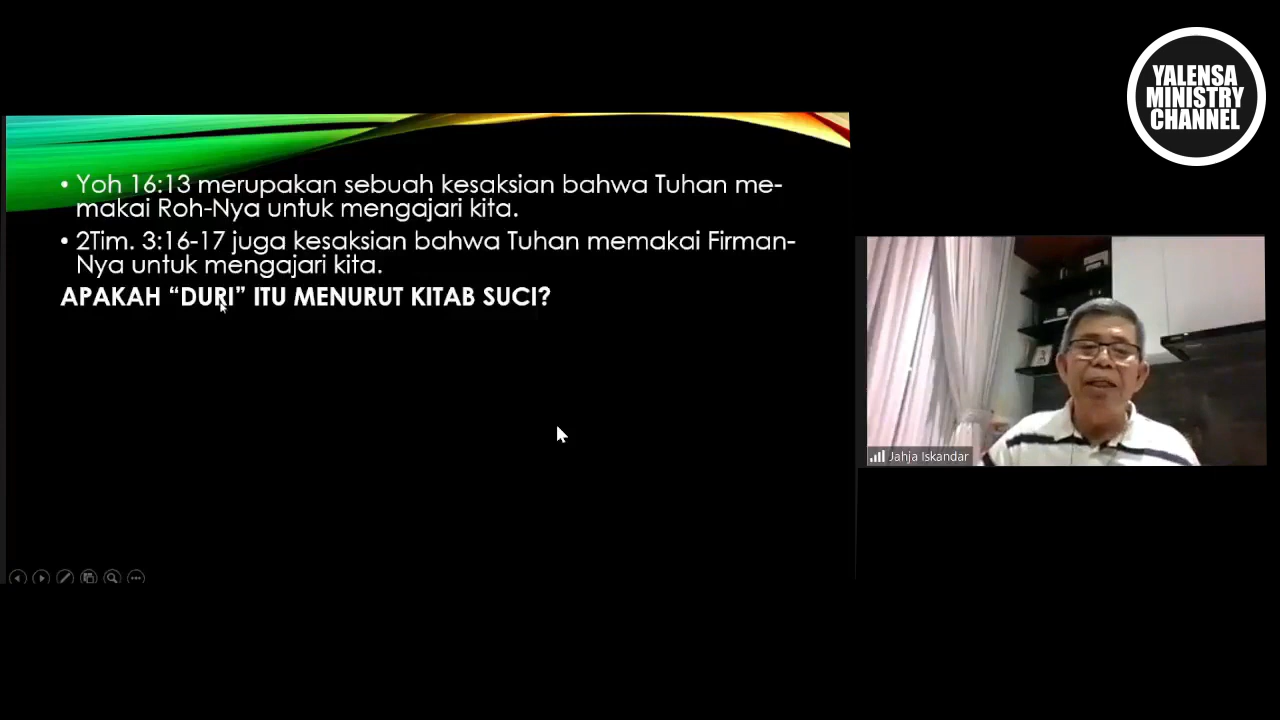 YALENSA
MINISTRY
CHANNEL
• Yoh 16:13 merupakan sebuah kesaksian bahwa Tuhan me-
makai Roh-Nya untuk mengajari kita.
• 2Tim. 3:16-17 juga kesaksian bahwa Tuhan memakai Firman-
Nya untuk mengajari kita.
APAKAH “DURI” ITU MENURUT KITAB SUCI?
Jahja Iskandar